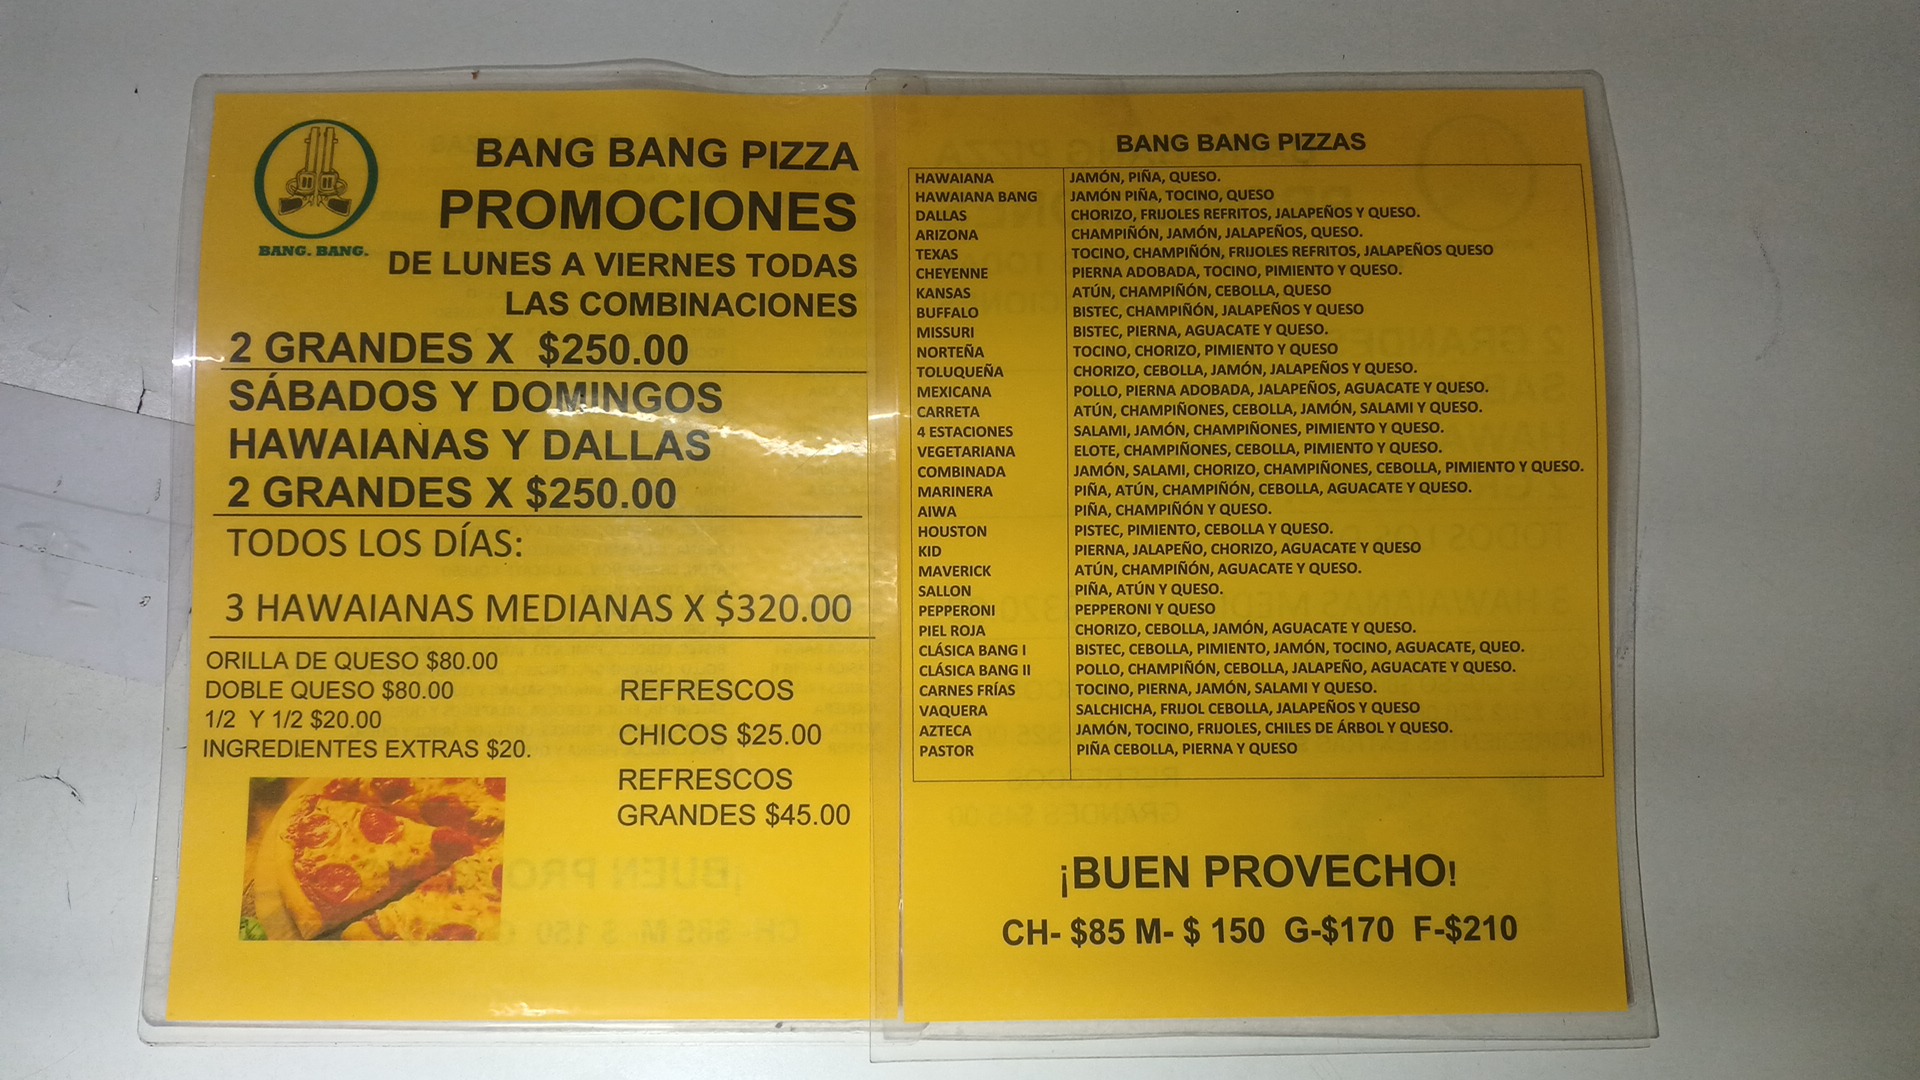 BANG. BANG.
BANG BANG PIZZA
PROMOCIONES
DE LUNES A VIERNES TODAS
LAS COMBINACIONES
2 GRANDES X $250.00
SÁBADOS Y DOMINGOS
HAWAIANAS Y DALLAS
2 GRANDES X $250.00
TODOS LOS DÍAS:
3 HAWAIANAS MEDIANAS X $320.00
ORILLA DE QUESO $80.00
DOBLE QUESO $80.00
1/2 Y 1/2 $20.00
INGREDIENTES EXTRAS $20.
REFRESCOS
CHICOS $25.00
REFRESCOS
GRANDES $45.00
BANG BANG PIZZAS
HAWAIANA JAMÓN, PIÑA, QUESO.
HAWAIANA BANG JAMÓN PIÑA, TOCINO, QUESO
DALLAS CHORIZO, FRIJOLES REFRITOS, JALAPEÑOS Y QUESO.
ARIZONA CHAMPIÑÓN, JAMÓN, JALAPEÑOS, QUESO.
TEXAS TOCINO, CHAMPIÑÓN, FRIJOLES REFRITOS, JALAPEÑOS QUESO
CHEYENNE PIERNA ADOBADA, TOCINO, PIMIENTO Y QUESO.
KANSAS ATÚN, CHAMPIÑÓN, CEBOLLA, QUESO
BUFFALO BISTEC, CHAMPIÑÓN, JALAPEÑOS Y QUESO
MISSURI BISTEC, PIERNA, AGUACATE Y QUESO.
NORTEÑA TOCINO, CHORIZO, PIMIENTO Y QUESO
TOLUQUEÑA CHORIZO, CEBOLLA, JAMÓN, JALAPEÑOS Y QUESO.
MEXICANA POLLO, PIERNA ADOBADA, JALAPEÑOS, AGUACATE Y QUESO.
CARRETA ATÚN, CHAMPIÑONES, CEBOLLA, JAMÓN, SALAMI Y QUESO.
4 ESTACIONES SALAMI, JAMÓN, CHAMPIÑONES, PIMIENTO Y QUESO.
VEGETARIANA ELOTE, CHAMPIÑONES, CEBOLLA, PIMIENTO Y QUESO.
COMBINADA JAMÓN, SALAMI, CHORIZO, CHAMPIÑONES, CEBOLLA, PIMIENTO Y QUESO.
MARINERA PIÑA, ATÚN, CHAMPIÑÓN, CEBOLLA, AGUACATE Y QUESO.
AIWA PIÑA, CHAMPIÑÓN Y QUESO.
HOUSTON PISTEC, PIMIENTO, CEBOLLA Y QUESO.
KID PIERNA, JALAPEÑO, CHORIZO, AGUACATE Y QUESO
MAVERICK ATÚN, CHAMPIÑÓN, AGUACATE Y QUESO.
SALLON PIÑA, ATÚN Y QUESO.
PEPPERONI PEPPERONI Y QUESO
PIEL ROJA CHORIZO, CEBOLLA, JAMÓN, AGUACATE Y QUESO.
CLÁSICA BANG I BISTEC, CEBOLLA, PIMIENTO, JAMÓN, TOCINO, AGUACATE, QUEO.
CLÁSICA BANG II POLLO, CHAMPIÑÓN, CEBOLLA, JALAPEÑO, AGUACATE Y QUESO.
CARNES FRÍAS TOCINO, PIERNA, JAMÓN, SALAMI Y QUESO.
VAQUERA SALCHICHA, FRIJOL CEBOLLA, JALAPEÑOS Y QUESO
AZTECA JAMÓN, TOCINO, FRIJOLES, CHILES DE ÁRBOL Y QUESO.
PASTOR PIÑA CEBOLLA, PIERNA Y QUESO
¡BUEN PROVECHO!
CH- $85 M- $ 150 G-$170 F-$210